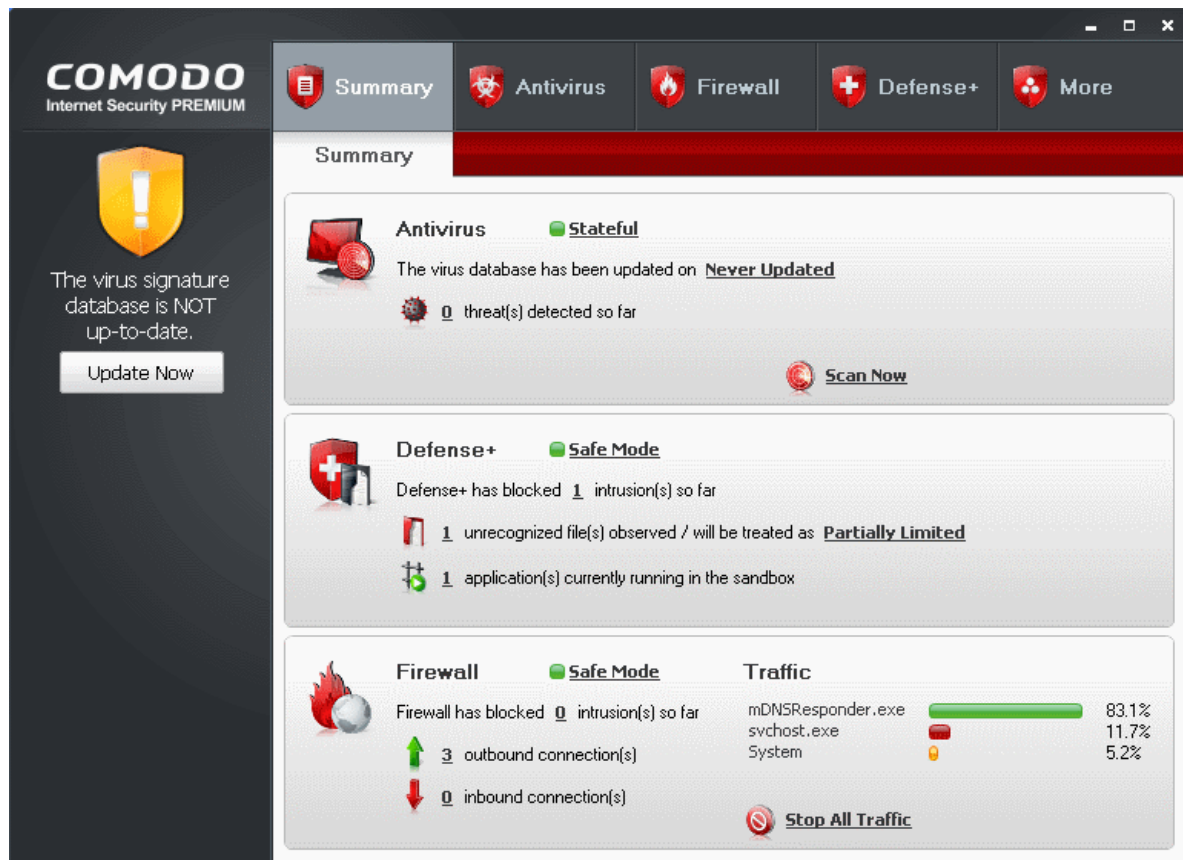 COMODO
Internet Security PREMIUM
Summary
Antivirus
Firewall
Defense+
More
Summary
The virus signature
database is NOT
up-to-date.
Update Now
Antivirus Stateful
The virus database has been updated on Never Updated
0 threat(s) detected so far
Scan Now
Defense+ Safe Mode
Defense+ has blocked 1 intrusion(s) so far
1 unrecognized file(s) observed / will be treated as Partially Limited
1 application(s) currently running in the sandbox
Firewall Safe Mode
Firewall has blocked 0 intrusion(s) so far
3 outbound connection(s)
0 inbound connection(s)
Traffic
mDNSResponder.exe 83.1%
svchost.exe 11.7%
System 5.2%
Stop All Traffic